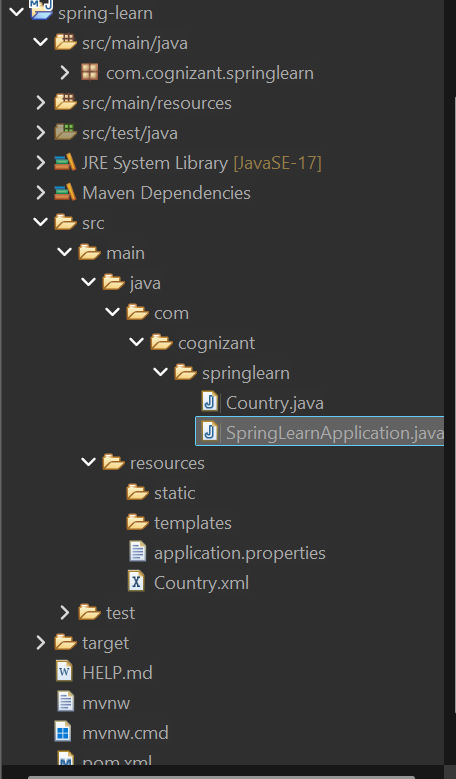 spring-learn
src/main/java
com.cognizant.springlearn
src/main/resources
src/test/java
JRE System Library [JavaSE-17]
Maven Dependencies
src
main
java
com
cognizant
springlearn
Country.java
SpringLearnApplication.java
resources
static
templates
application.properties
Country.xml
test
target
HELP.md
mvnw
mvnw.cmd
pom.xml